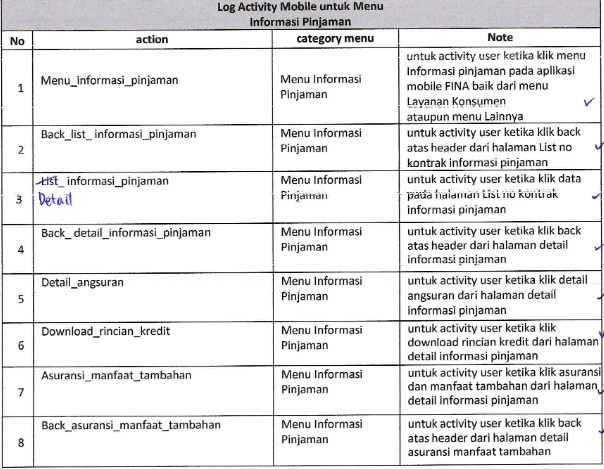 Log Activity Mobile untuk Menu
Informasi Pinjaman
No action category menu Note
1 Menu_informasi_pinjaman Menu Informasi Pinjaman untuk activity user ketika klik menu
Informasi pinjaman pada aplikasi
mobile FINA baik dari menu
Layanan Konsumen
ataupun menu Lainnya
2 Back_list_ informasi_pinjaman Menu Informasi Pinjaman untuk activity user ketika klik back
atas header dari halaman List no
kontrak informasi pinjaman
3 List_ informasi_pinjaman
Detail
Menu Informasi Pinjaman untuk activity user ketika klik data
pada halaman List no kontrak
informasi pinjaman
4 Back_ detail_informasi_pinjaman Menu Informasi Pinjaman untuk activity user ketika klik back
atas header dari halaman detail
informasi pinjaman
5 Detail_angsuran Menu Informasi Pinjaman untuk activity user ketika klik detail
angsuran dari halaman detail
informasi pinjaman
6 Download_rincian_kredit Menu Informasi Pinjaman untuk activity user ketika klik
download rincian kredit dari halaman
detail informasi pinjaman
7 Asuransi_manfaat_tambahan Menu Informasi Pinjaman untuk activity user ketika klik asuransi
dan manfaat tambahan dari halaman
detail informasi pinjaman
8 Back_asuransi_manfaat_tambahan Menu Informasi Pinjaman untuk activity user ketika klik back
atas header dari halaman detail
asuransi manfaat tambahan